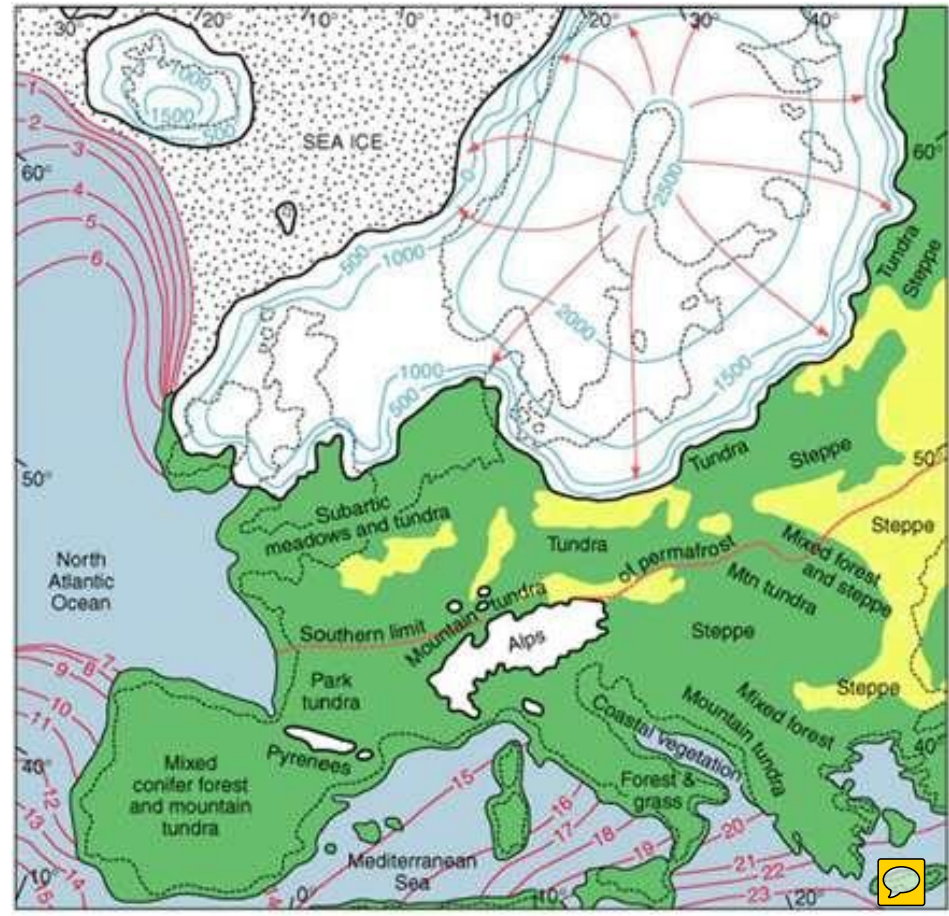 30°
20°
10°
0°
10°
20°
30°
40°
1000
1500
500
SEA ICE
1
2
3
4
5
6
60°
60°
0
2500
500
1000
2000
1500
1000
500
Tundra
Steppe
50°
50°
Tundra
Steppe
Steppe
Subartic
meadows and tundra
Tundra
North
Atlantic
Ocean
Southern limit
of permafrost
Mountain tundra
Mixed forest
and steppe
Mtn tundra
Alps
Steppe
Park
tundra
Steppe
7
8
9
10
11
12
13
14
15
Pyrenees
Mixed
conifer forest
and mountain
tundra
Coastal vegetation
Mountain tundra
Mixed forest
Forest &
grass
40°
40°
Mediterranean
Sea
14
15
16
17
18
19
20
21
22
23
10°
0°
10°
20°